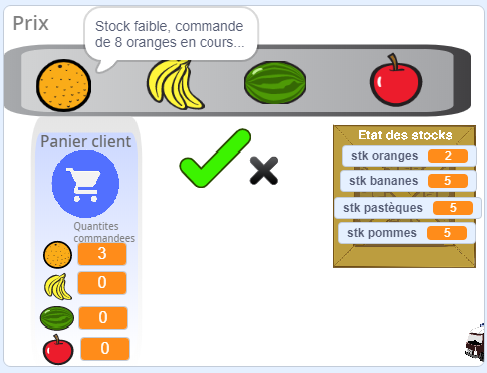 Prix
Stock faible, commande
de 8 oranges en cours...
Panier client
Quantites
commandees
3
0
0
0
Etat des stocks
stk oranges 2
stk bananes 5
stk pastèques 5
stk pommes 5